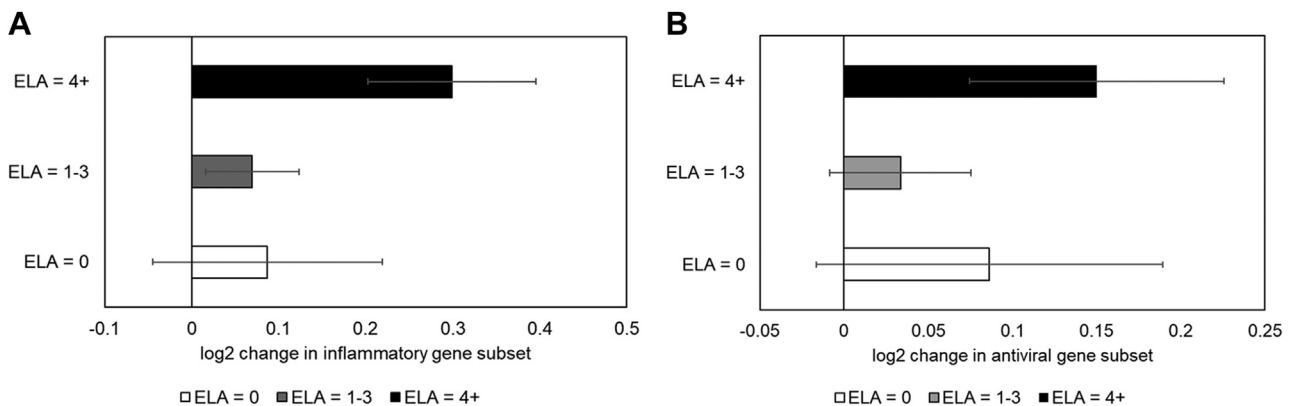 A
ELA = 4+
ELA = 1-3
ELA = 0
-0.1 0 0.1 0.2 0.3 0.4 0.5
log2 change in inflammatory gene subset
ELA = 0 ELA = 1-3 ELA = 4+
B
ELA = 4+
ELA = 1-3
ELA = 0
-0.05 0 0.05 0.1 0.15 0.2 0.25
log2 change in antiviral gene subset
ELA = 0 ELA = 1-3 ELA = 4+